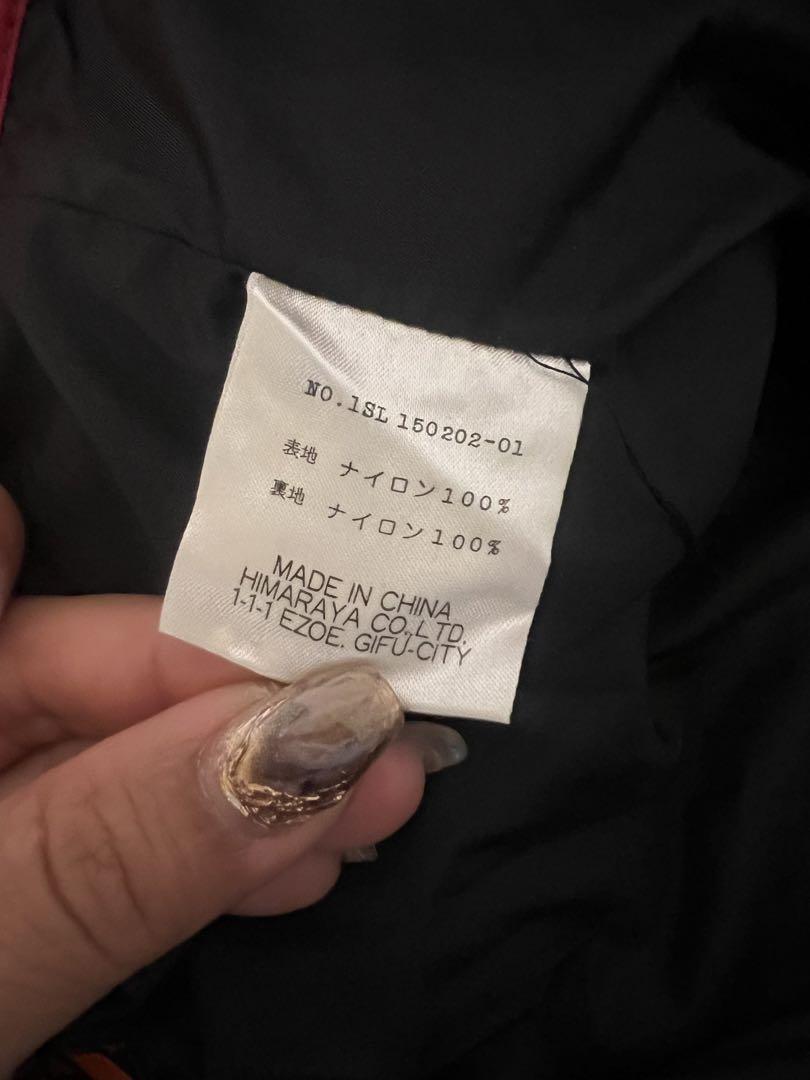 NO.1SL 150202-01
表地 ナイロン100%
裏地 ナイロン100%
MADE IN CHINA
HIMARAYA CO.,LTD.
1-1-1 EZOE. GIFU-CITY